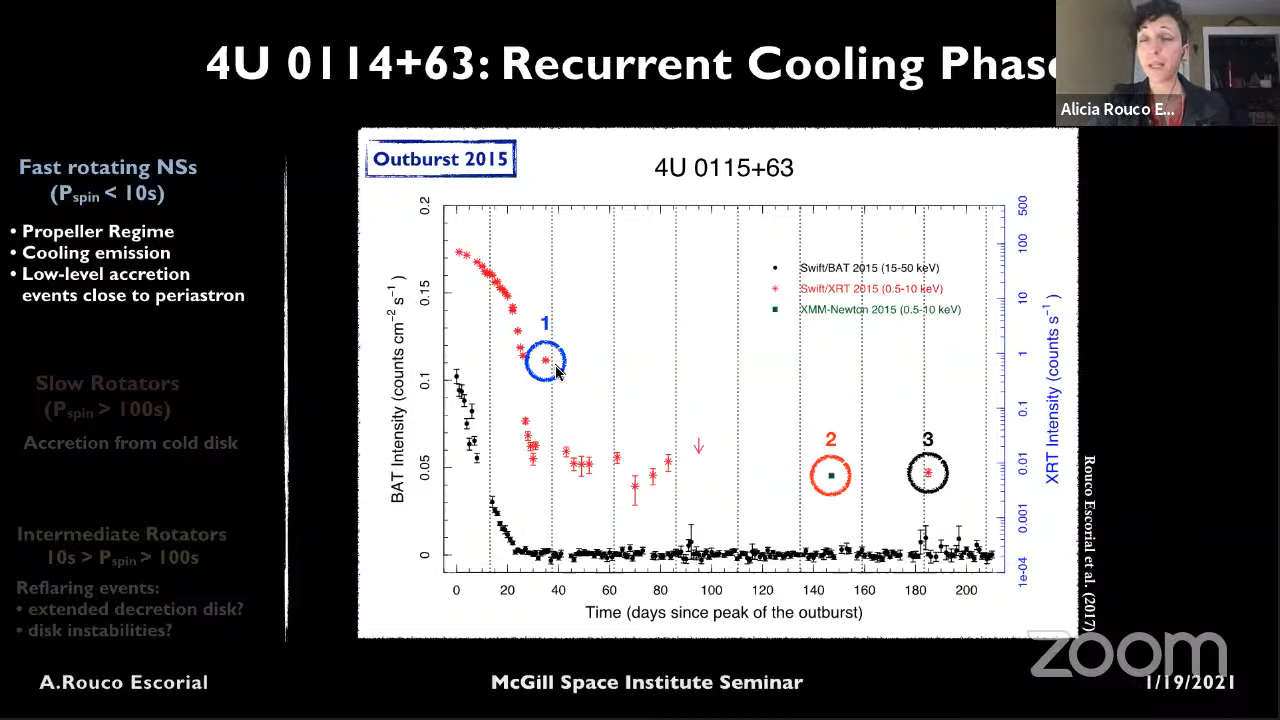 4U 0114+63: Recurrent Cooling Phase
Alicia Rouco E...
Fast rotating NSs
(Pspin < 10s)
• Propeller Regime
• Cooling emission
• Low-level accretion
events close to periastron
Slow Rotators
(Pspin > 100s)
Accretion from cold disk
Intermediate Rotators
10s > Pspin > 100s
Reflaring events:
• extended decretion disk?
• disk instabilities?
Outburst 2015
4U 0115+63
BAT Intensity (counts cm⁻² s⁻¹ )
0.2
0.15
0.1
0.05
0
Swift/BAT 2015 (15-50 keV)
Swift/XRT 2015 (0.5-10 keV)
XMM-Newton 2015 (0.5-10 keV)
1
2
3
500
100
10
1
0.1
0.01
0.001
1e-04
XRT Intensity (counts s⁻¹ )
0 20 40 60 80 100 120 140 160 180 200
Time (days since peak of the outburst)
Rouco Escorial et al. (2017)
zoom
A.Rouco Escorial
McGill Space Institute Seminar
1/19/2021